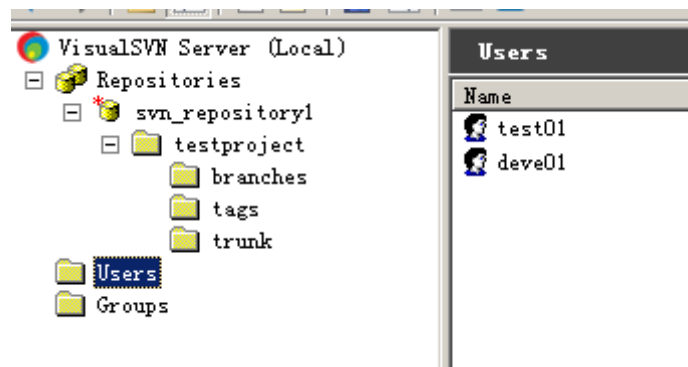 VisualSVN Server (Local)
Repositories
svn_repository1
testproject
branches
tags
trunk
Users
Groups
Users
Name
test01
deve01